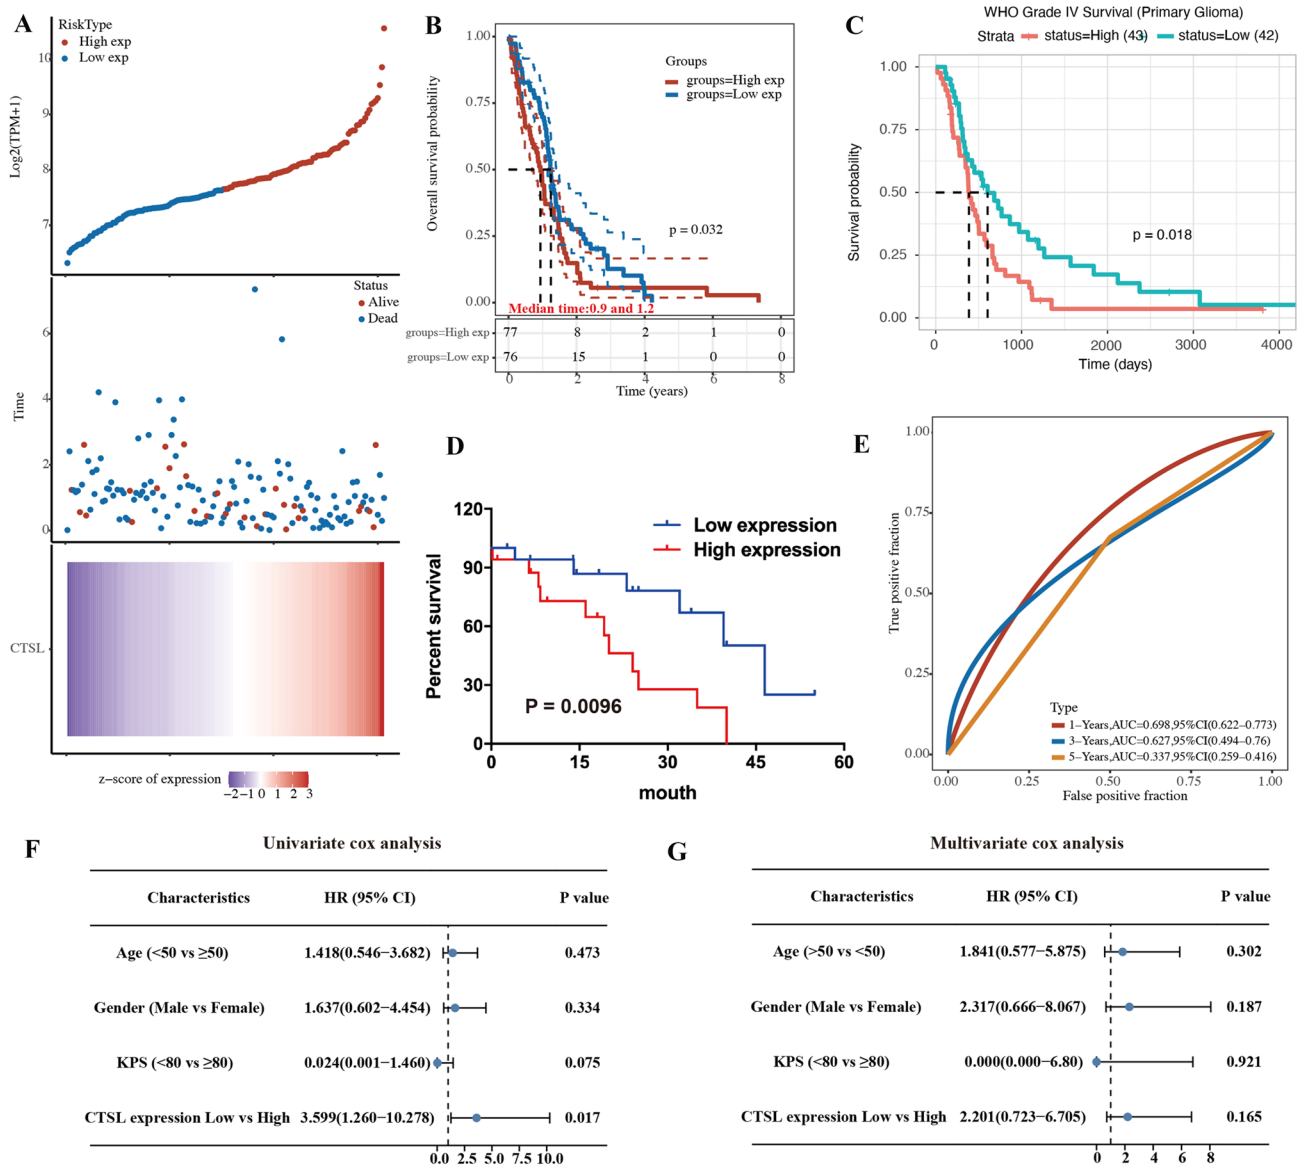 A
RiskType
High exp
Low exp
Log2(TPM+1)
10
9
8
7
Status
Alive
Dead
Time
6
4
2
0
CTSL
z-score of expression
−2 −1 0 1 2 3
B
Overall survival probability
1.00
0.75
0.50
0.25
0.00
Groups
groups=High exp
groups=Low exp
p = 0.032
Median time:0.9 and 1.2
groups=High exp 77 8 2 1 0
groups=Low exp 76 15 1 0 0
0 2 4 6 8
Time (years)
C
WHO Grade IV Survival (Primary Glioma)
Strata status=High (43) status=Low (42)
Survival probability
1.00
0.75
0.50
0.25
0.00
p = 0.018
0 1000 2000 3000 4000
Time (days)
D
Percent survival
120
90
60
30
0
Low expression
High expression
P = 0.0096
0 15 30 45 60
mouth
E
True positive fraction
1.00
0.75
0.50
0.25
0.00
Type
1−Years,AUC=0.698,95%CI(0.622−0.773)
3−Years,AUC=0.627,95%CI(0.494−0.76)
5−Years,AUC=0.337,95%CI(0.259−0.416)
0.00 0.25 0.50 0.75 1.00
False positive fraction
F
Univariate cox analysis
Characteristics HR (95% CI) P value
Age (<50 vs ≥50) 1.418(0.546−3.682) 0.473
Gender (Male vs Female) 1.637(0.602−4.454) 0.334
KPS (<80 vs ≥80) 0.024(0.001−1.460) 0.075
CTSL expression Low vs High 3.599(1.260−10.278) 0.017
0.0 2.5 5.0 7.5 10.0
G
Multivariate cox analysis
Characteristics HR (95% CI) P value
Age (>50 vs <50) 1.841(0.577−5.875) 0.302
Gender (Male vs Female) 2.317(0.666−8.067) 0.187
KPS (<80 vs ≥80) 0.000(0.000−6.80) 0.921
CTSL expression Low vs High 2.201(0.723−6.705) 0.165
0 2 4 6 8